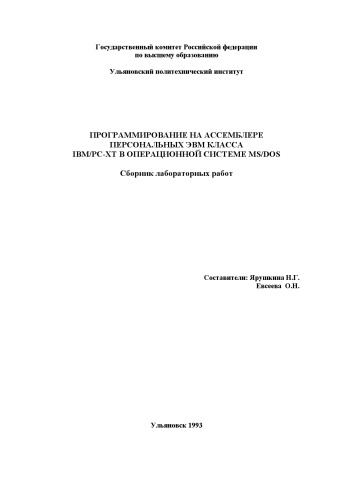 Государственный комитет Российской федерации
по высшему образованию
Ульяновский политехнический институт
ПРОГРАММИРОВАНИЕ НА АССЕМБЛЕРЕ
ПЕРСОНАЛЬНЫХ ЭВМ КЛАССА
IBM/PC-XT В ОПЕРАЦИОННОЙ СИСТЕМЕ MS/DOS
Сборник лабораторных работ
Составители: Ярушкина Н.Г.
Евсеева О.Н.
Ульяновск 1993